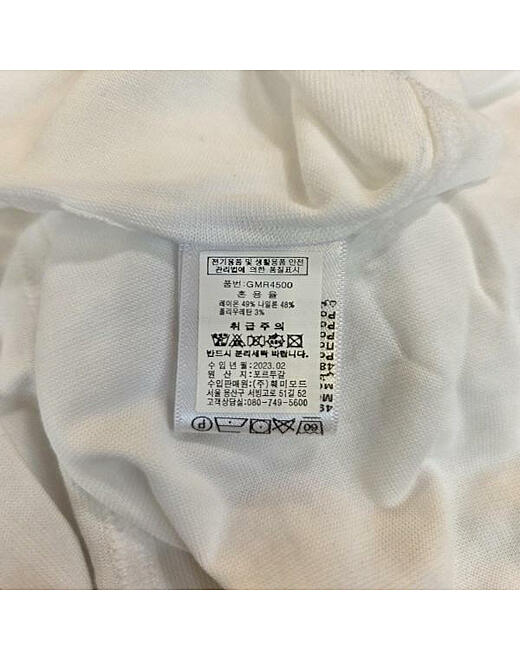 전기용품 및 생활용품 안전
관리법에 의한 품질표시
품번:GMR4500
혼 용 율
레이온 49% 나일론 48%
폴리우레탄 3%
취 급 주 의
반드시 분리세탁 바랍니다.
수 입 년 월:2023.02
원 산 지:포르투갈
수입판매원:(주)훼미모드
서울 용산구 서빙고로 51길 52
고객상담실:080-749-5600
P
60